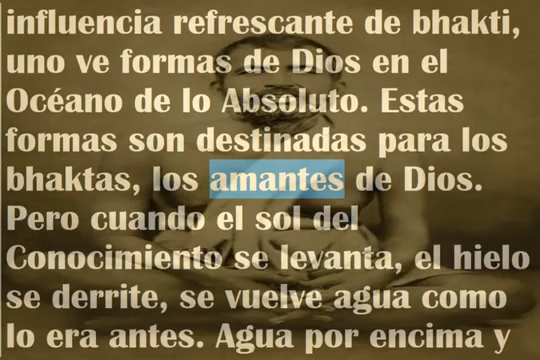 influencia refrescante de bhakti,
uno ve formas de Dios en el
Océano de lo Absoluto. Estas
formas son destinadas para los
bhaktas, los amantes de Dios.
Pero cuando el sol del
Conocimiento se levanta, el hielo
se derrite, se vuelve agua como
lo era antes. Agua por encima y